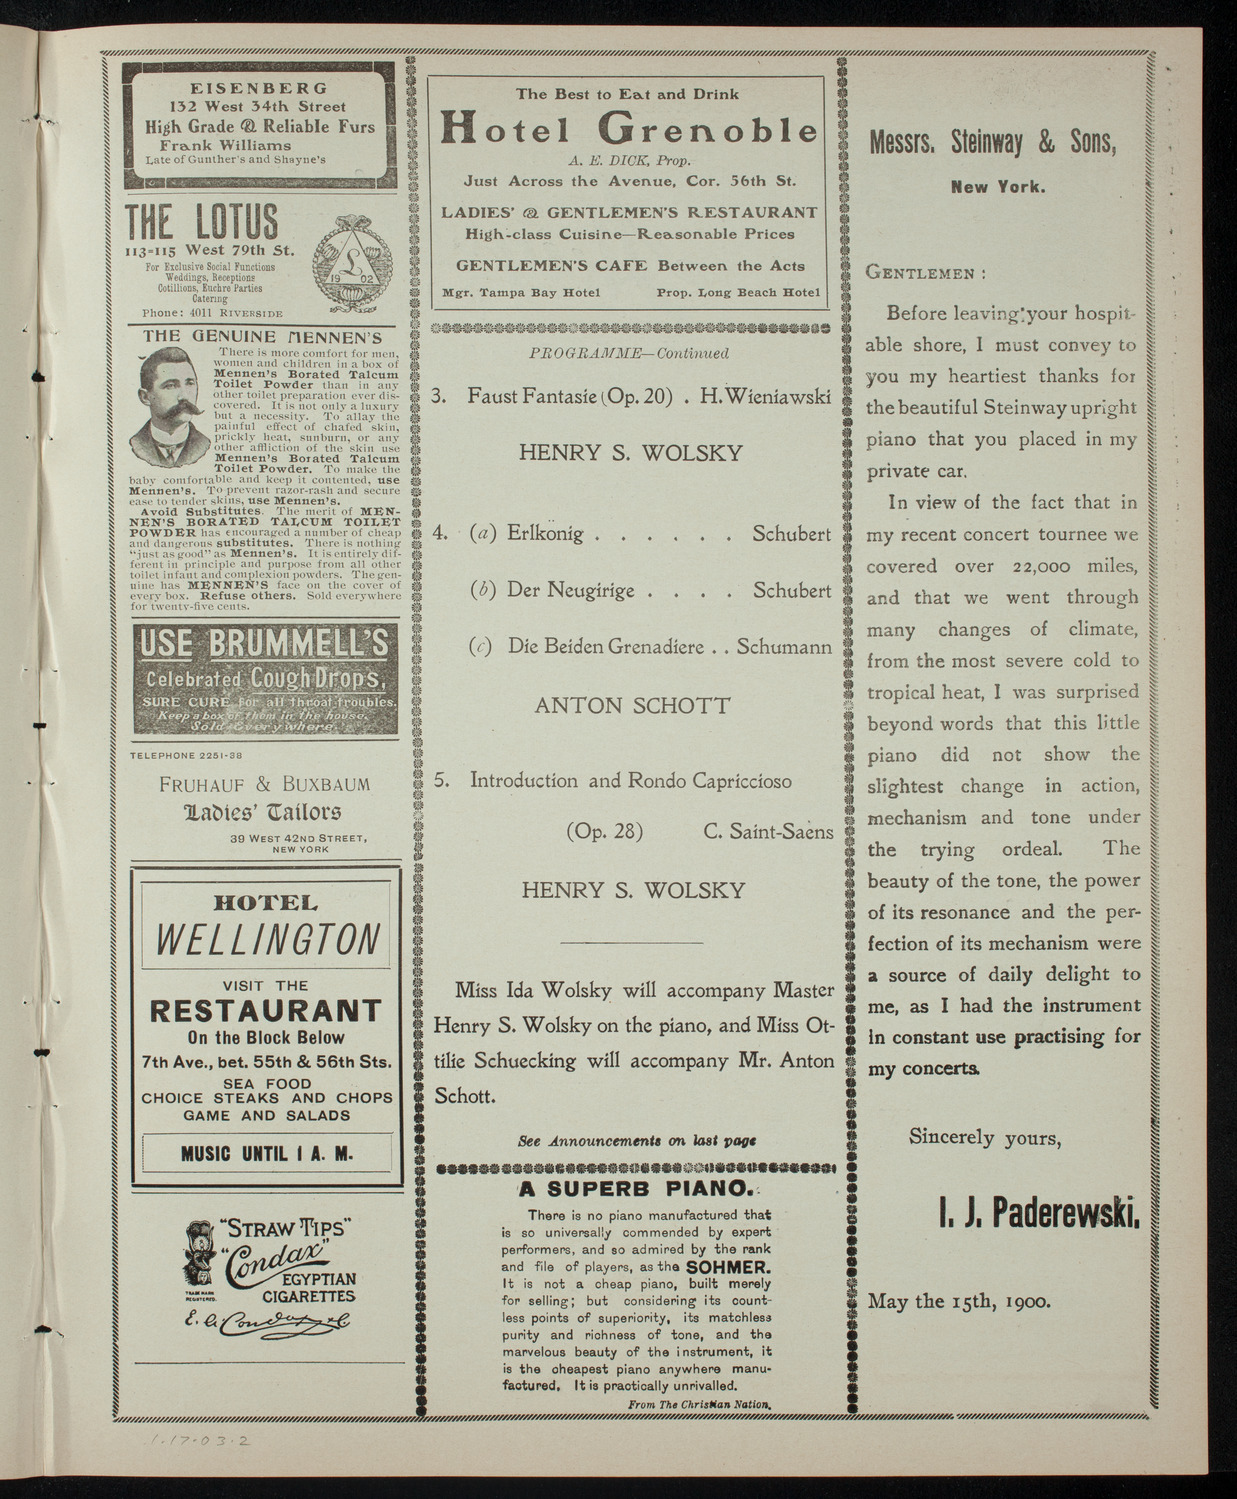 EISENBERG
132 West 34th Street
High Grade & Reliable Furs
Frank Williams
Late of Gunther's and Shayne's
THE LOTUS
113=115 West 79th St.
For Exclusive Social Functions
Weddings, Receptions
Cotillions, Euchre Parties
Catering
Phone: 4011 RIVERSIDE
L
19 02
THE GENUINE MENNEN'S
There is more comfort for men,
women and children in a box of
Mennen's Borated Talcum
Toilet Powder than in any
other toilet preparation ever dis-
covered. It is not only a luxury
but a necessity. To allay the
painful effect of chafed skin,
prickly heat, sunburn, or any
other affliction of the skin use
Mennen's Borated Talcum
Toilet Powder. To make the
baby comfortable and keep it contented, use
Mennen's. To prevent razor-rash and secure
ease to tender skins, use Mennen's.
Avoid Substitutes. The merit of MEN-
NEN'S BORATED TALCUM TOILET
POWDER has encouraged a number of cheap
and dangerous substitutes. There is nothing
"just as good" as Mennen's. It is entirely dif-
ferent in principle and purpose from all other
toilet infant and complexion powders. The gen-
uine has MENNEN'S face on the cover of
every box. Refuse others. Sold everywhere
for twenty-five cents.
USE BRUMMELL'S
Celebrated Cough Drops,
SURE CURE for all throat troubles.
Keep a box of them in the house.
Sold Everywhere.
TELEPHONE 2251-38
FRUHAUF & BUXBAUM
Ladies' Tailors
39 WEST 42ND STREET,
NEW YORK
HOTEL
WELLINGTON
VISIT THE
RESTAURANT
On the Block Below
7th Ave., bet. 55th & 56th Sts.
SEA FOOD
CHOICE STEAKS AND CHOPS
GAME AND SALADS
MUSIC UNTIL 1 A. M.
"STRAW TIPS"
"Condax"
EGYPTIAN
CIGARETTES
TRADE MARK
REGISTERED.
E. A. Condax & Co
1.17.03.2
The Best to Eat and Drink
Hotel Grenoble
A. E. DICK, Prop.
Just Across the Avenue, Cor. 56th St.
LADIES' & GENTLEMEN'S RESTAURANT
High-class Cuisine—Reasonable Prices
GENTLEMEN'S CAFE Between the Acts
Mgr. Tampa Bay Hotel Prop. Long Beach Hotel
PROGRAMME—Continued
3. Faust Fantasie (Op. 20) . H. Wieniawski
HENRY S. WOLSKY
4. (a) Erlkönig . . . . . . Schubert
(b) Der Neugirige . . . . Schubert
(c) Die Beiden Grenadiere . . Schumann
ANTON SCHOTT
5. Introduction and Rondo Capriccioso
(Op. 28) C. Saint-Saëns
HENRY S. WOLSKY
Miss Ida Wolsky will accompany Master
Henry S. Wolsky on the piano, and Miss Ot-
tilie Schuecking will accompany Mr. Anton
Schott.
See Announcements on last page
A SUPERB PIANO.
There is no piano manufactured that
is so universally commended by expert
performers, and so admired by the rank
and file of players, as the SOHMER.
It is not a cheap piano, built merely
for selling; but considering its count-
less points of superiority, its matchless
purity and richness of tone, and the
marvelous beauty of the instrument, it
is the cheapest piano anywhere manu-
factured. It is practically unrivalled.
From The Christian Nation.
Messrs. Steinway & Sons,
New York.
GENTLEMEN :
Before leaving your hospit-
able shore, I must convey to
you my heartiest thanks for
the beautiful Steinway upright
piano that you placed in my
private car.
In view of the fact that in
my recent concert tournee we
covered over 22,000 miles,
and that we went through
many changes of climate,
from the most severe cold to
tropical heat, I was surprised
beyond words that this little
piano did not show the
slightest change in action,
mechanism and tone under
the trying ordeal. The
beauty of the tone, the power
of its resonance and the per-
fection of its mechanism were
a source of daily delight to
me, as I had the instrument
in constant use practising for
my concerts.
Sincerely yours,
I. J. Paderewski.
May the 15th, 1900.